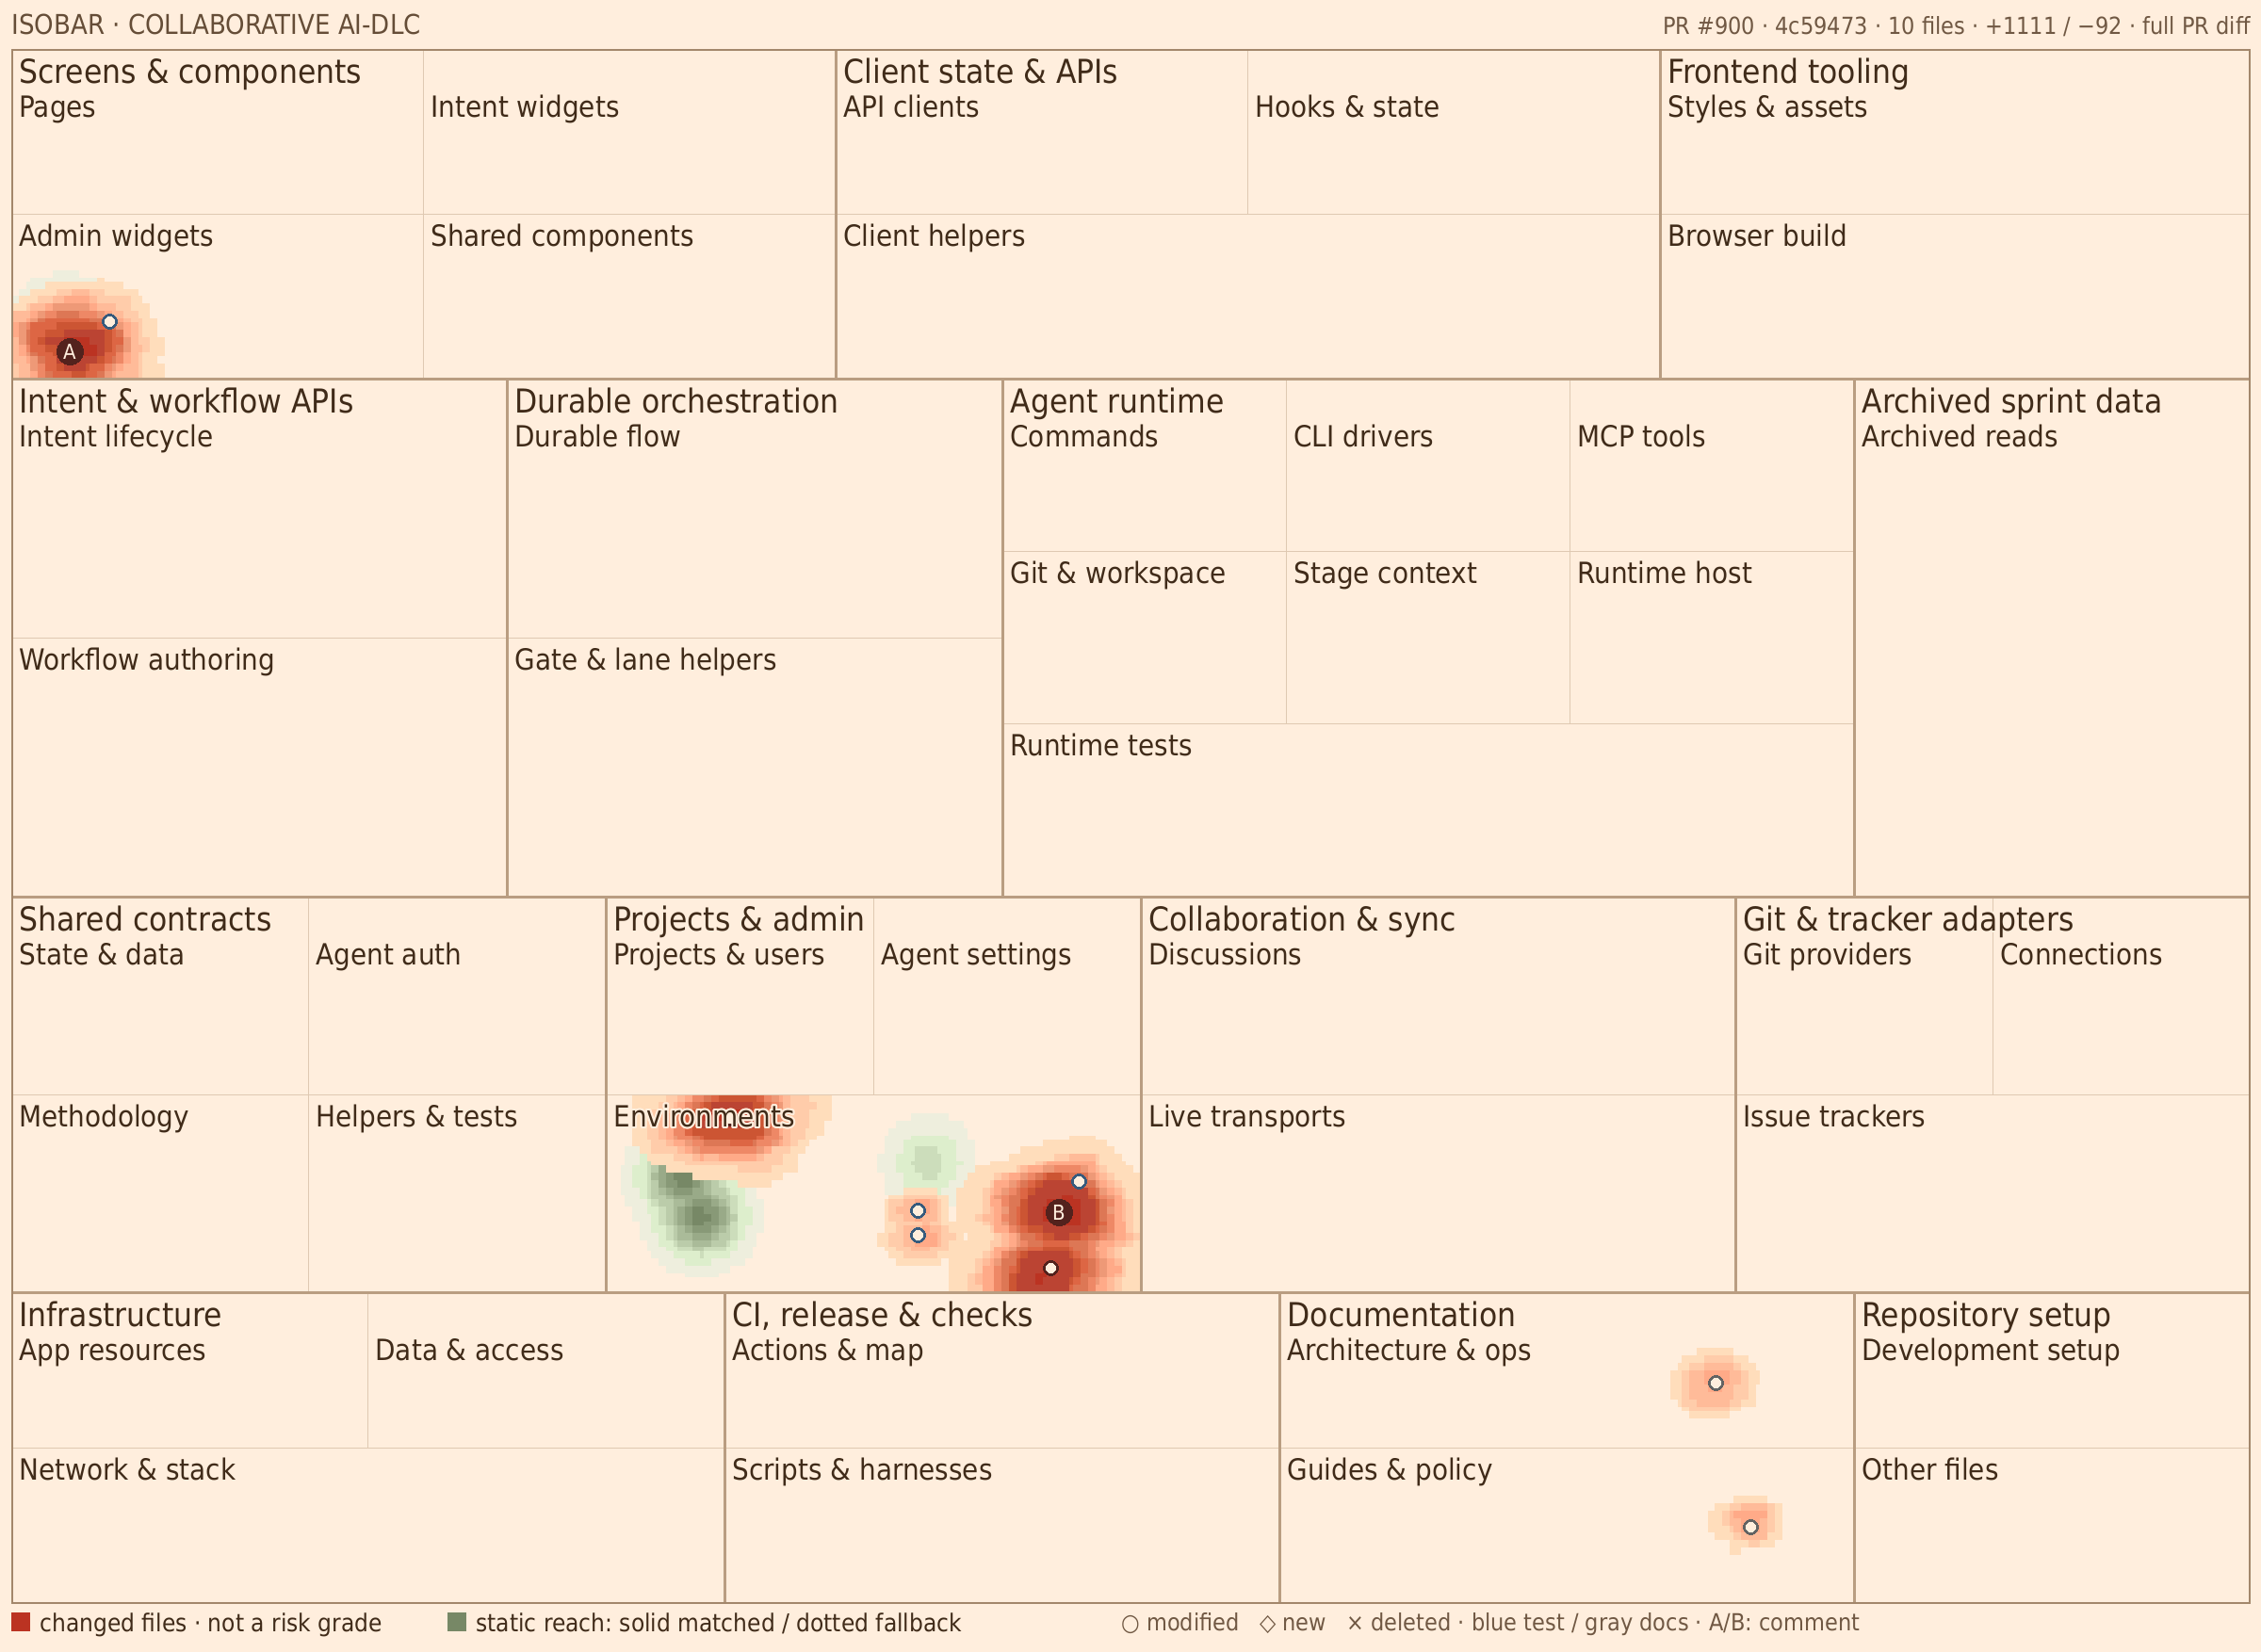 ISOBAR · COLLABORATIVE AI-DLC
PR #900 · 4c59473 · 10 files · +1111 / −92 · full PR diff
Screens & components
Client state & APIs
Frontend tooling
Pages
Intent widgets
API clients
Hooks & state
Styles & assets
Admin widgets
Shared components
Client helpers
Browser build
A
Intent & workflow APIs
Durable orchestration
Agent runtime
Archived sprint data
Intent lifecycle
Durable flow
Commands
CLI drivers
MCP tools
Archived reads
Git & workspace
Stage context
Runtime host
Workflow authoring
Gate & lane helpers
Runtime tests
Shared contracts
Projects & admin
Collaboration & sync
Git & tracker adapters
State & data
Agent auth
Projects & users
Agent settings
Discussions
Git providers
Connections
Methodology
Helpers & tests
Environments
Live transports
Issue trackers
B
Infrastructure
CI, release & checks
Documentation
Repository setup
App resources
Data & access
Actions & map
Architecture & ops
Development setup
Network & stack
Scripts & harnesses
Guides & policy
Other files
changed files · not a risk grade
static reach: solid matched / dotted fallback
○ modified ◇ new × deleted · blue test / gray docs · A/B: comment